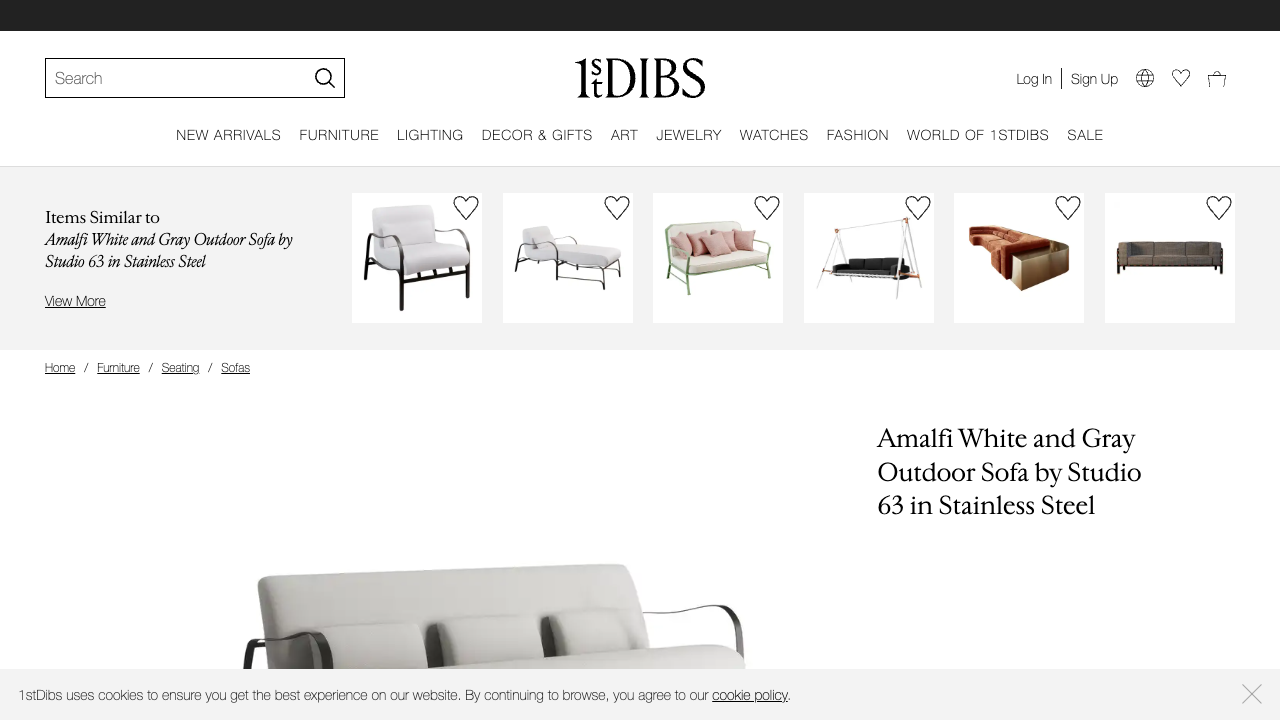 Search
1stDIBS
Log In
Sign Up
NEW ARRIVALS
FURNITURE
LIGHTING
DECOR & GIFTS
ART
JEWELRY
WATCHES
FASHION
WORLD OF 1STDIBS
SALE
Items Similar to
Amalfi White and Gray Outdoor Sofa by
Studio 63 in Stainless Steel
View More
Home / Furniture / Seating / Sofas
Amalfi White and Gray
Outdoor Sofa by Studio
63 in Stainless Steel
1stDibs uses cookies to ensure you get the best experience on our website. By continuing to browse, you agree to our cookie policy.